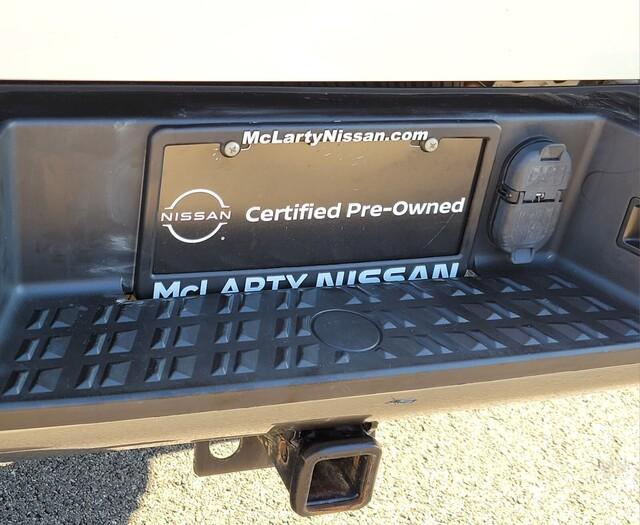 McLartyNissan.com
NISSAN Certified Pre-Owned
McLARTY NISSAN